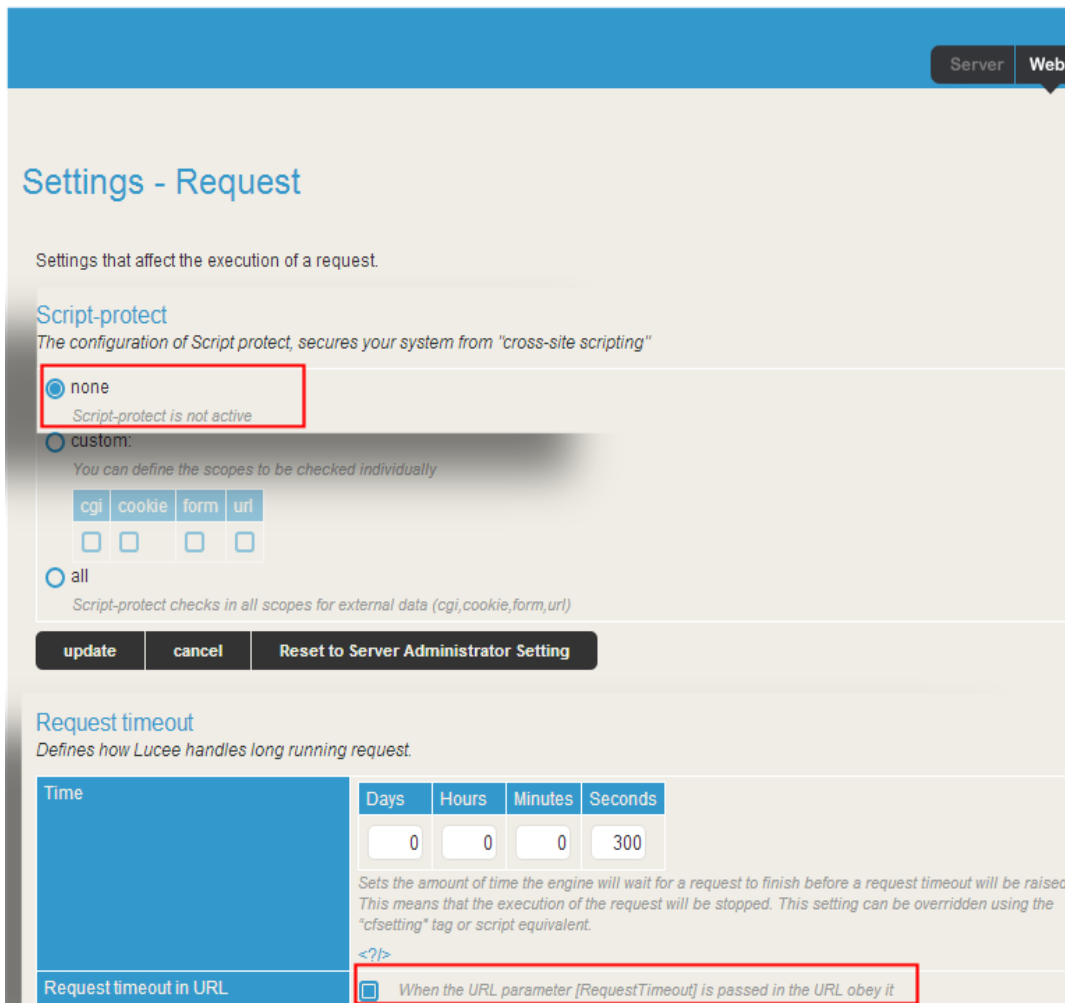 Server Web
Settings - Request
Settings that affect the execution of a request.
Script-protect
The configuration of Script protect, secures your system from "cross-site scripting"
none
Script-protect is not active
custom:
You can define the scopes to be checked individually
cgi cookie form url
all
Script-protect checks in all scopes for external data (cgi,cookie,form,url)
update cancel Reset to Server Administrator Setting
Request timeout
Defines how Lucee handles long running request.
Time
Days Hours Minutes Seconds
0 0 0 300
Sets the amount of time the engine will wait for a request to finish before a request timeout will be raised
This means that the execution of the request will be stopped. This setting can be overridden using the
"cfsetting" tag or script equivalent.
<?/>
Request timeout in URL When the URL parameter [RequestTimeout] is passed in the URL obey it